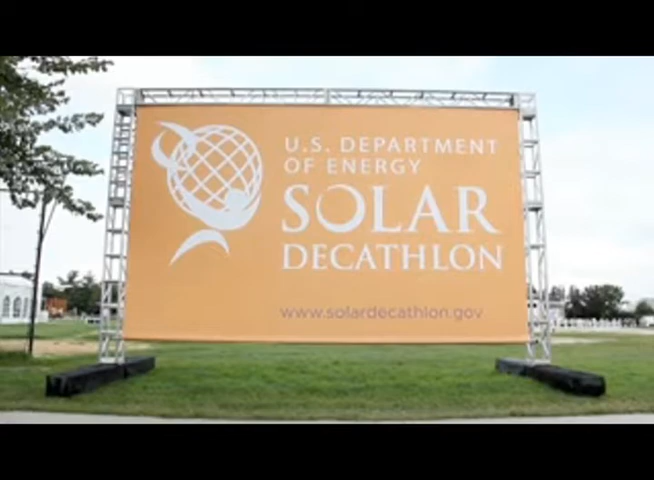 U.S. DEPARTMENT
OF ENERGY
SOLAR
DECATHLON
www.solardecathlon.gov